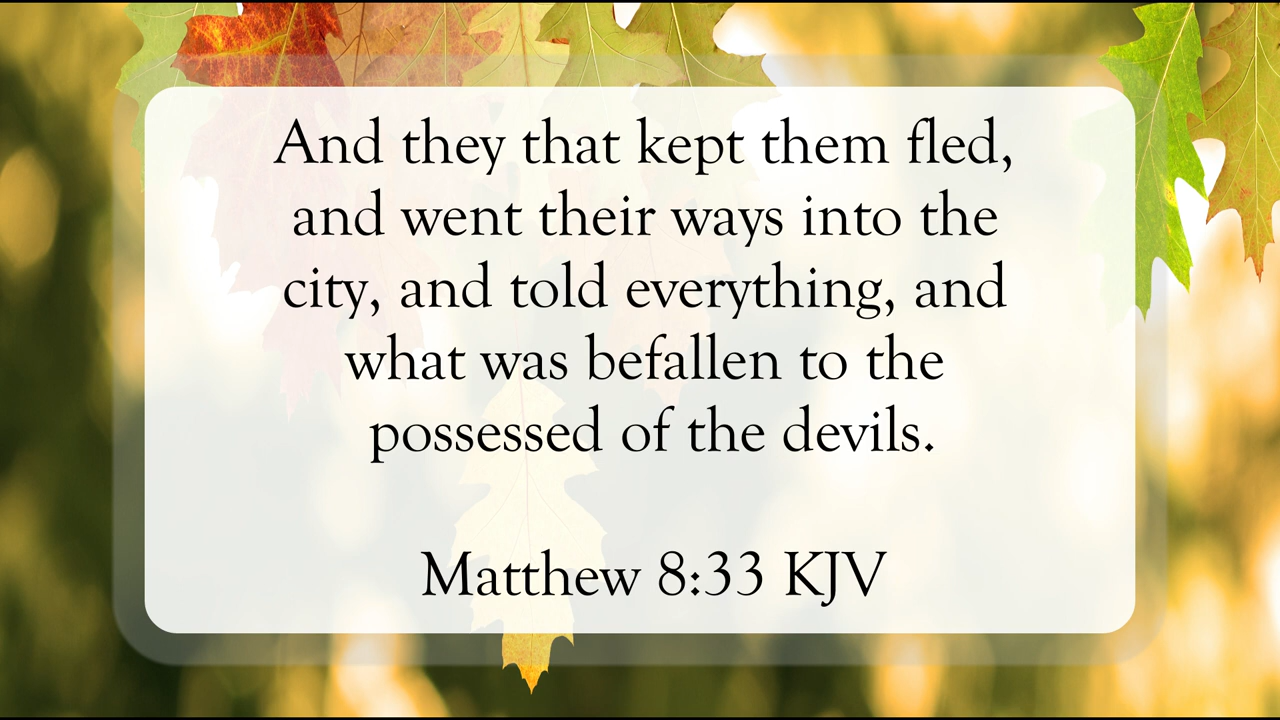 And they that kept them fled,
and went their ways into the
city, and told everything, and
what was befallen to the
possessed of the devils.
Matthew 8:33 KJV